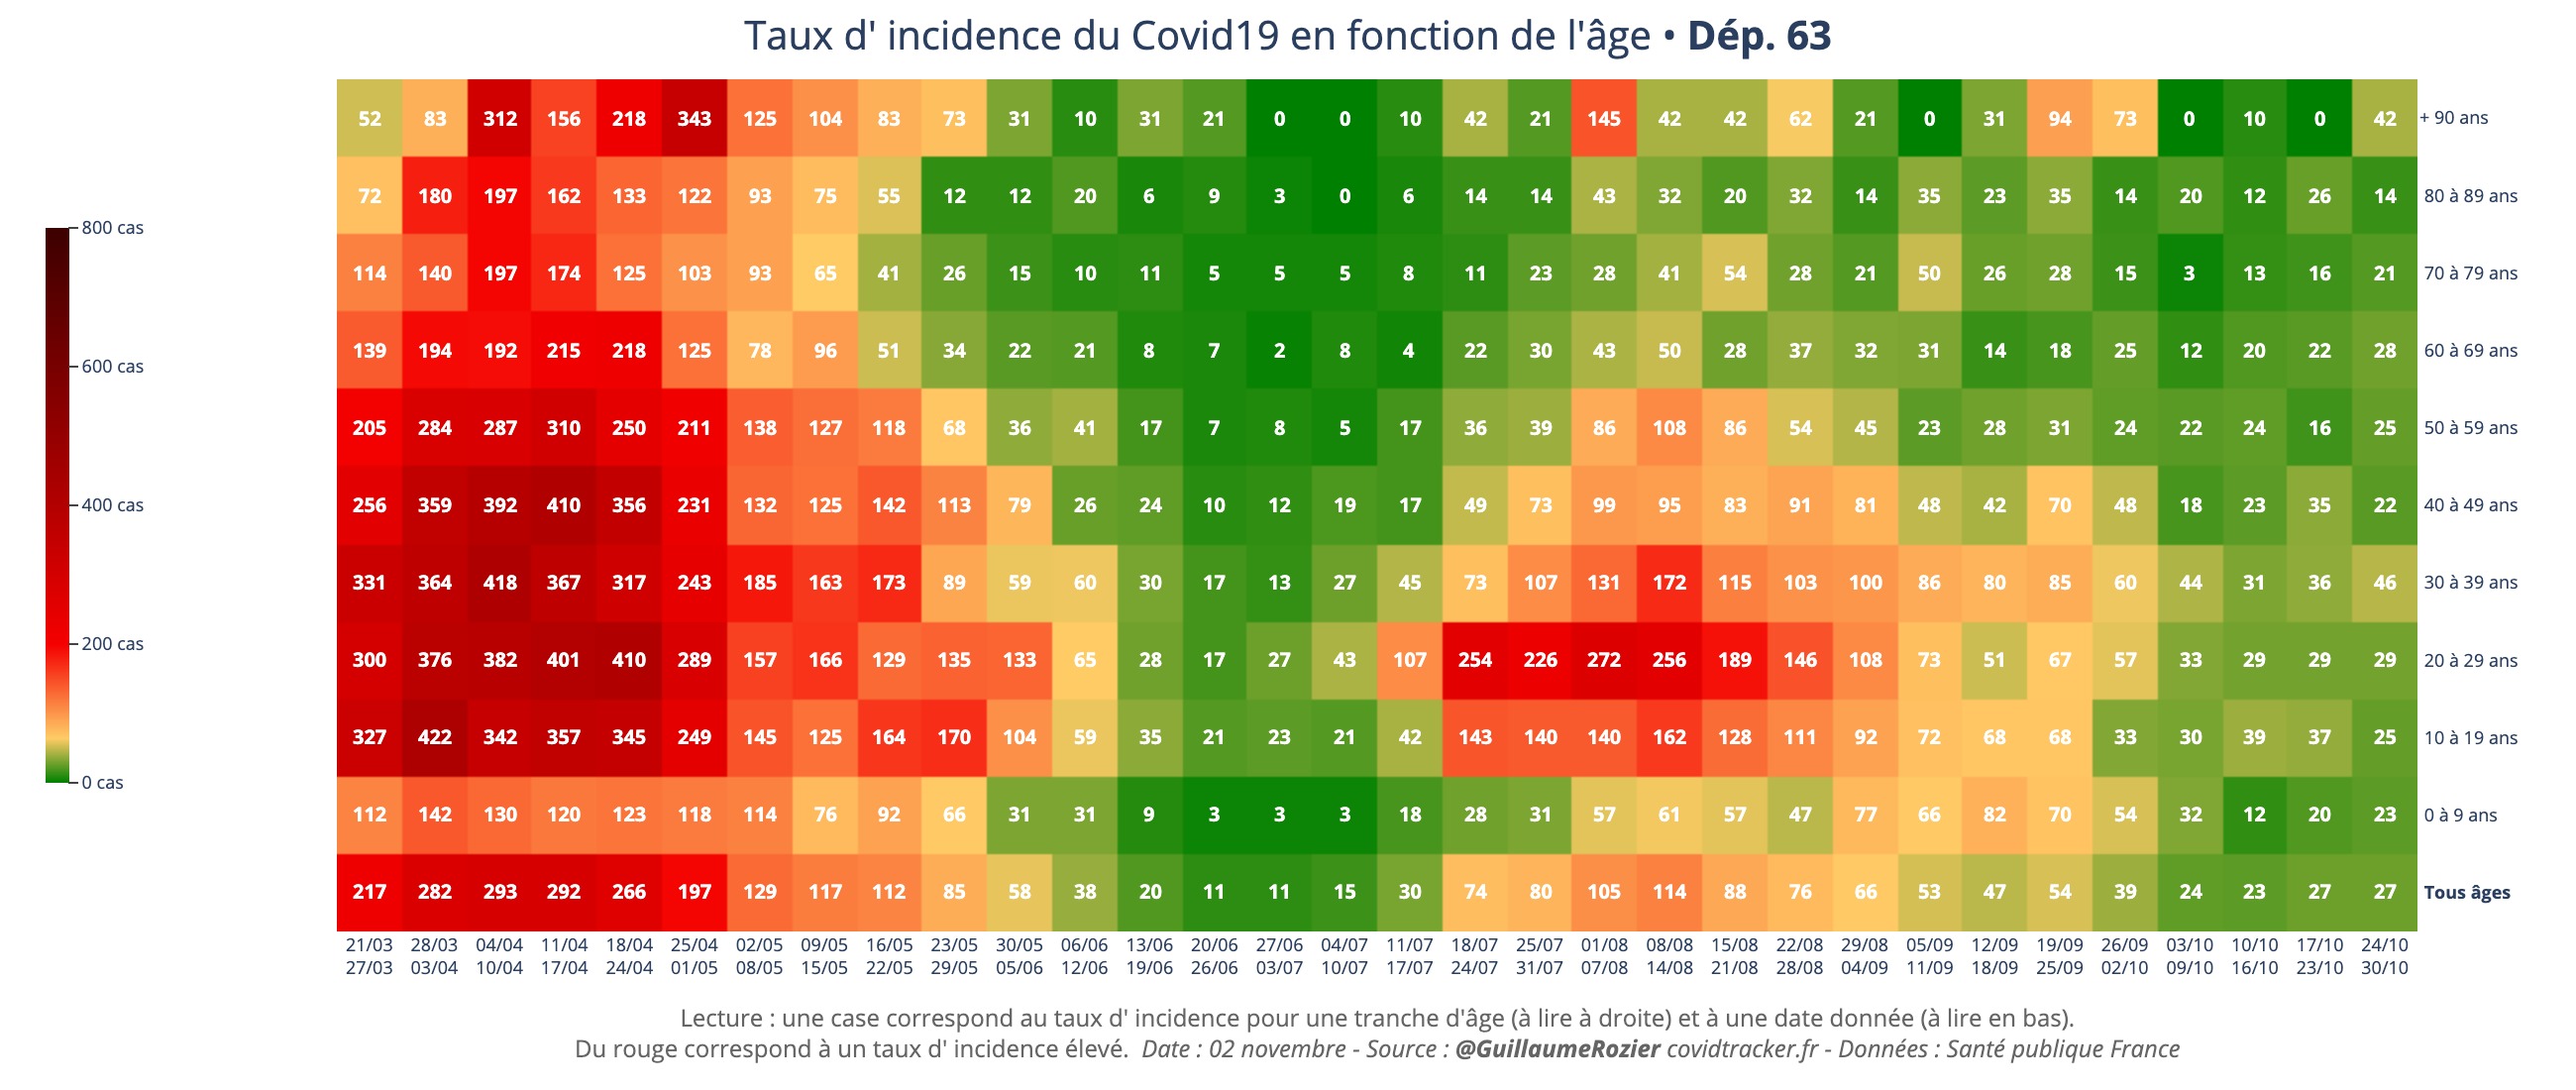 Taux d' incidence du Covid19 en fonction de l'âge • Dép. 63
800 cas
600 cas
400 cas
200 cas
0 cas
52 83 312 156 218 343 125 104 83 73 31 10 31 21 0 0 10 42 21 145 42 42 62 21 0 31 94 73 0 10 0 42 + 90 ans
72 180 197 162 133 122 93 75 55 12 12 20 6 9 3 0 6 14 14 43 32 20 32 14 35 23 35 14 20 12 26 14 80 à 89 ans
114 140 197 174 125 103 93 65 41 26 15 10 11 5 5 5 8 11 23 28 41 54 28 21 50 26 28 15 3 13 16 21 70 à 79 ans
139 194 192 215 218 125 78 96 51 34 22 21 8 7 2 8 4 22 30 43 50 28 37 32 31 14 18 25 12 20 22 28 60 à 69 ans
205 284 287 310 250 211 138 127 118 68 36 41 17 7 8 5 17 36 39 86 108 86 54 45 23 28 31 24 22 24 16 25 50 à 59 ans
256 359 392 410 356 231 132 125 142 113 79 26 24 10 12 19 17 49 73 99 95 83 91 81 48 42 70 48 18 23 35 22 40 à 49 ans
331 364 418 367 317 243 185 163 173 89 59 60 30 17 13 27 45 73 107 131 172 115 103 100 86 80 85 60 44 31 36 46 30 à 39 ans
300 376 382 401 410 289 157 166 129 135 133 65 28 17 27 43 107 254 226 272 256 189 146 108 73 51 67 57 33 29 29 29 20 à 29 ans
327 422 342 357 345 249 145 125 164 170 104 59 35 21 23 21 42 143 140 140 162 128 111 92 72 68 68 33 30 39 37 25 10 à 19 ans
112 142 130 120 123 118 114 76 92 66 31 31 9 3 3 3 18 28 31 57 61 57 47 77 66 82 70 54 32 12 20 23 0 à 9 ans
217 282 293 292 266 197 129 117 112 85 58 38 20 11 11 15 30 74 80 105 114 88 76 66 53 47 54 39 24 23 27 27 Tous âges
21/03 28/03 04/04 11/04 18/04 25/04 02/05 09/05 16/05 23/05 30/05 06/06 13/06 20/06 27/06 04/07 11/07 18/07 25/07 01/08 08/08 15/08 22/08 29/08 05/09 12/09 19/09 26/09 03/10 10/10 17/10 24/10
27/03 03/04 10/04 17/04 24/04 01/05 08/05 15/05 22/05 29/05 05/06 12/06 19/06 26/06 03/07 10/07 17/07 24/07 31/07 07/08 14/08 21/08 28/08 04/09 11/09 18/09 25/09 02/10 09/10 16/10 23/10 30/10
Lecture : une case correspond au taux d' incidence pour une tranche d'âge (à lire à droite) et à une date donnée (à lire en bas).
Du rouge correspond à un taux d' incidence élevé. Date : 02 novembre - Source : @GuillaumeRozier covidtracker.fr - Données : Santé publique France